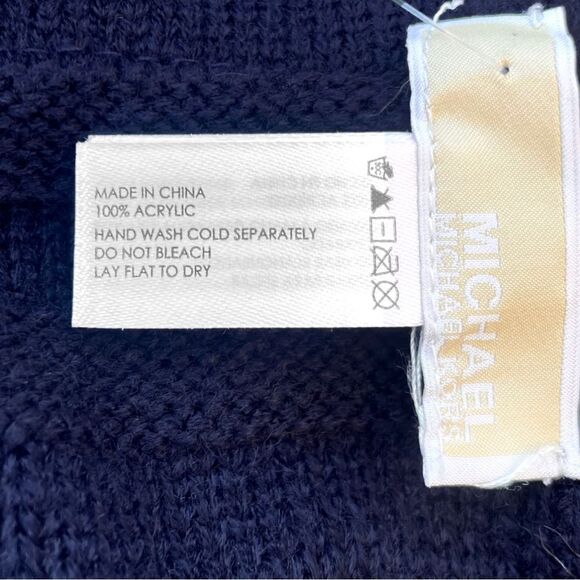 MADE IN CHINA
100% ACRYLIC
HAND WASH COLD SEPARATELY
DO NOT BLEACH
LAY FLAT TO DRY
MICHAEL
MICHAEL KORS